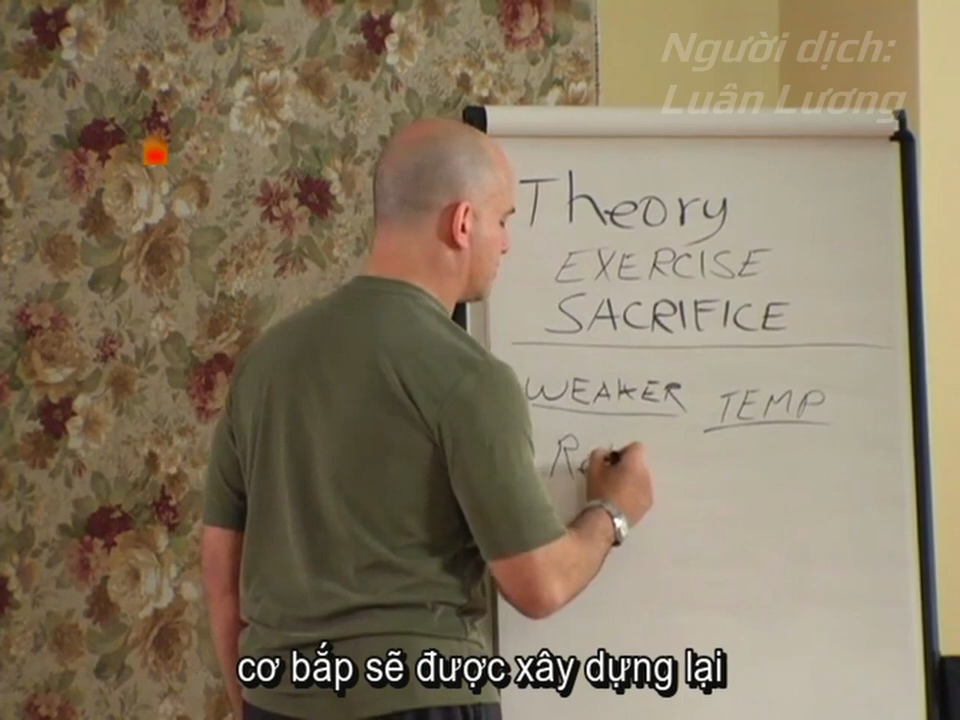 Người dịch:
Luân Lương
Theory
EXERCISE
SACRIFICE
WEAKER TEMP
cơ bắp sẽ được xây dựng lại